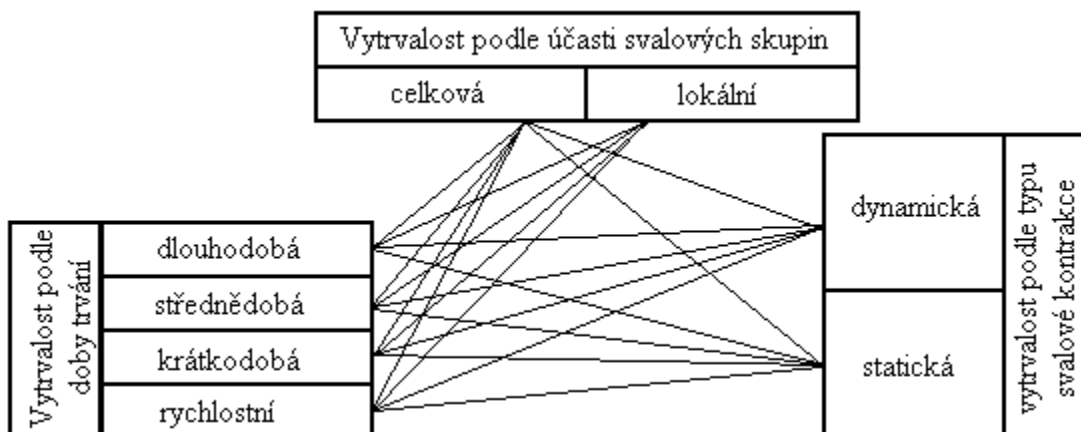 Vytrvalost podle účasti svalových skupin
celková
lokální
Vytrvalost podle
doby trvání
dlouhodobá
střednědobá
krátkodobá
rychlostní
dynamická
statická
vytrvalost podle typu
svalové kontrakce